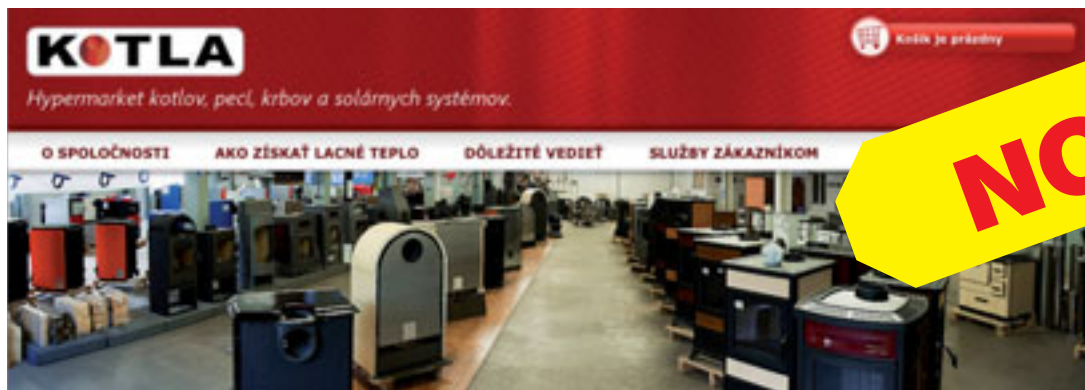 KOTLA
Košík je prázdny
Hypermarket kotlov, pecí, krbov a solárnych systémov.
O SPOLOČNOSTI AKO ZÍSKAŤ LACNÉ TEPLO DÔLEŽITÉ VEDIEŤ SLUŽBY ZÁKAZNÍKOM
NO